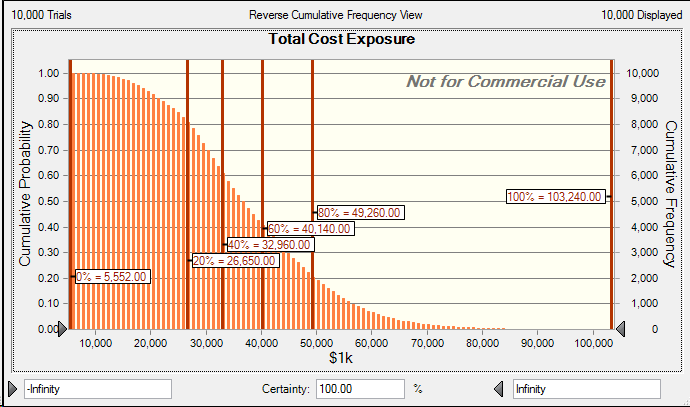 10,000 Trials Reverse Cumulative Frequency View 10,000 Displayed
Total Cost Exposure
Not for Commercial Use
Cumulative Probability
1.00
0.90
0.80
0.70
0.60
0.50
0.40
0.30
0.20
0.10
0.00
10,000
9,000
8,000
7,000
6,000
5,000
4,000
3,000
2,000
1,000
0
Cumulative Frequency
100% = 103,240.00
80% = 49,260.00
60% = 40,140.00
40% = 32,960.00
20% = 26,650.00
0% = 5,552.00
10,000 20,000 30,000 40,000 50,000 60,000 70,000 80,000 90,000 100,000
$1k
-Infinity Certainty: 100.00 % Infinity